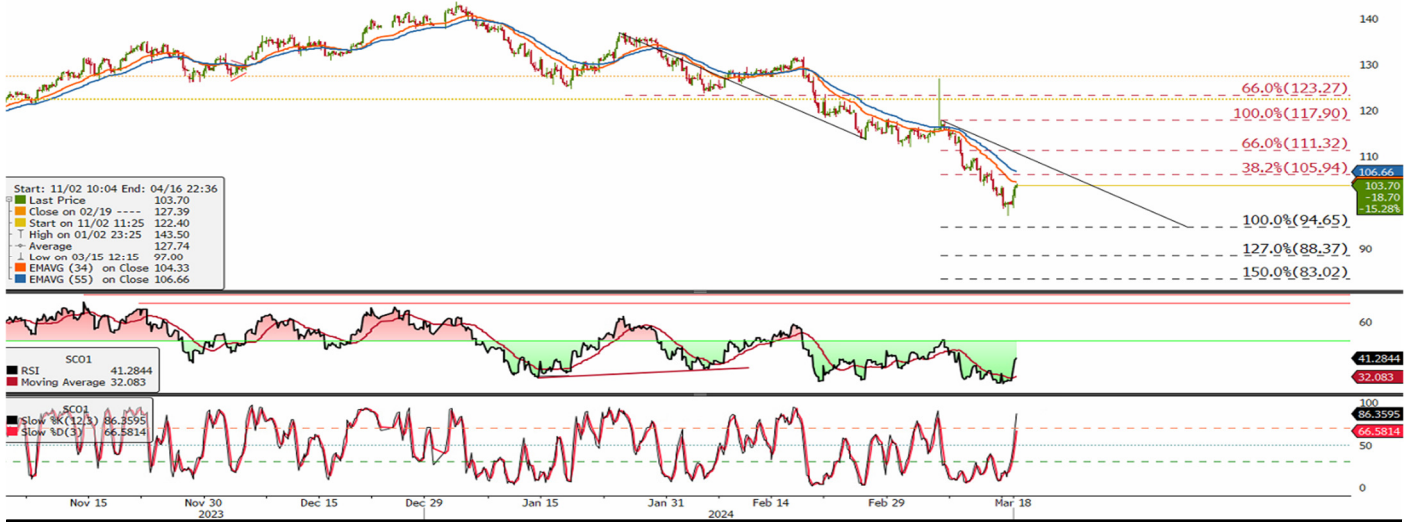 140
130
120
110
90
66.0%(123.27)
100.0%(117.90)
66.0%(111.32)
38.2%(105.94)
100.0%(94.65)
127.0%(88.37)
150.0%(83.02)
106.66
103.70
-18.70
-15.28%
Start: 11/02 10:04 End: 04/16 22:36
Last Price 103.70
Close on 02/19 ---- 127.39
Start on 11/02 11:25 122.40
High on 01/02 23:25 143.50
Average 127.74
Low on 03/15 12:15 97.00
EMAVG (34) on Close 104.33
EMAVG (55) on Close 106.66
60
41.2844
32.083
SCO1
RSI 41.2844
Moving Average 32.083
100
86.3595
66.5814
50
0
SCO1
Slow %K(12,3) 86.3595
Slow %D(3) 66.5814
Nov 15 Nov 30 Dec 15 Dec 29 Jan 15 Jan 31 Feb 14 Feb 29 Mar 18
2023 2024